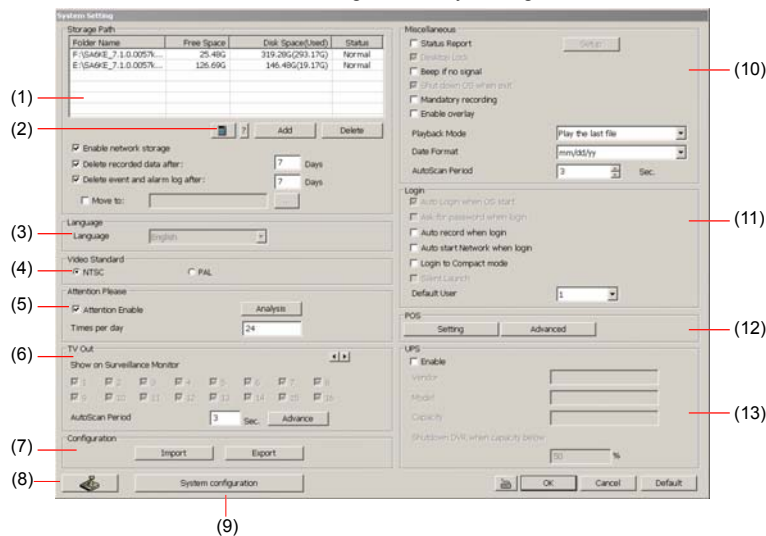 System Setting
Storage Path
Folder Name Free Space Disk Space(Used) Status
F:\SA6KE_7.1.0.0057k... 25.48G 319.28G(293.17G) Normal
E:\SA6KE_7.1.0.0057k... 126.69G 146.48G(19.17G) Normal
(1)
(2)
? Add Delete
Enable network storage
Delete recorded data after: 7 Days
Delete event and alarm log after: 7 Days
Move to: ...
Language
(3) Language English
Video Standard
(4) NTSC PAL
Attention Please
(5) Attention Enable Analysis
Times per day 24
TV Out
(6)
Show on Surveillance Monitor
1 2 3 4 5 6 7 8
9 10 11 12 13 14 15 16
AutoScan Period 3 Sec. Advance
Configuration
(7) Import Export
(8) System configuration
(9)
Miscellaneous
Status Report Setup
Desktop Lock
(10)
Beep if no signal
Shut down OS when exit
Mandatory recording
Enable overlay
Playback Mode Play the last file
Date Format mm/dd/yy
AutoScan Period 3 Sec.
Login
Auto Login when OS start
Ask for password when login
(11)
Auto record when login
Auto start Network when login
Login to Compact mode
Silent Launch
Default User 1
POS
Setting Advanced (12)
UPS
Enable
Vendor
Model
Capacity
(13)
Shutdown DVR when capacity below
50 %
OK Cancel Default